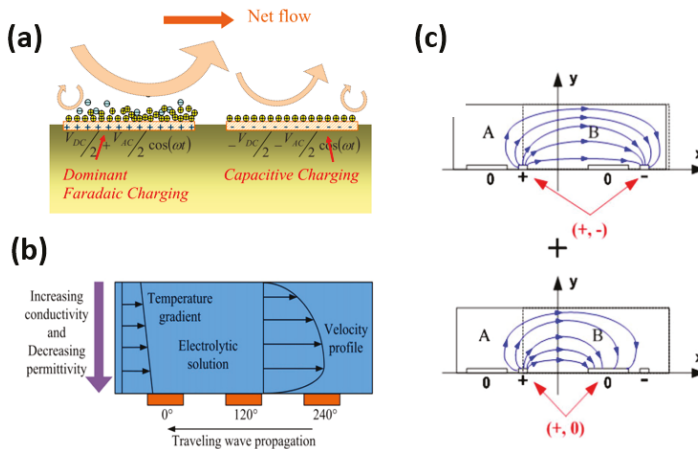 (a)
Net flow
V_DC/2 + V_AC/2 cos(ωt)
−V_DC/2 − V_AC/2 cos(ωt)
Dominant
Faradaic Charging
Capacitive Charging
(b)
Increasing
conductivity
and
Decreasing
permittivity
Temperature
gradient
Electrolytic
solution
Velocity
profile
0° 120° 240°
Traveling wave propagation
(c)
y
A B
x
0 + 0 -
(+, -)
+
y
A B
x
0 + 0 -
(+, 0)